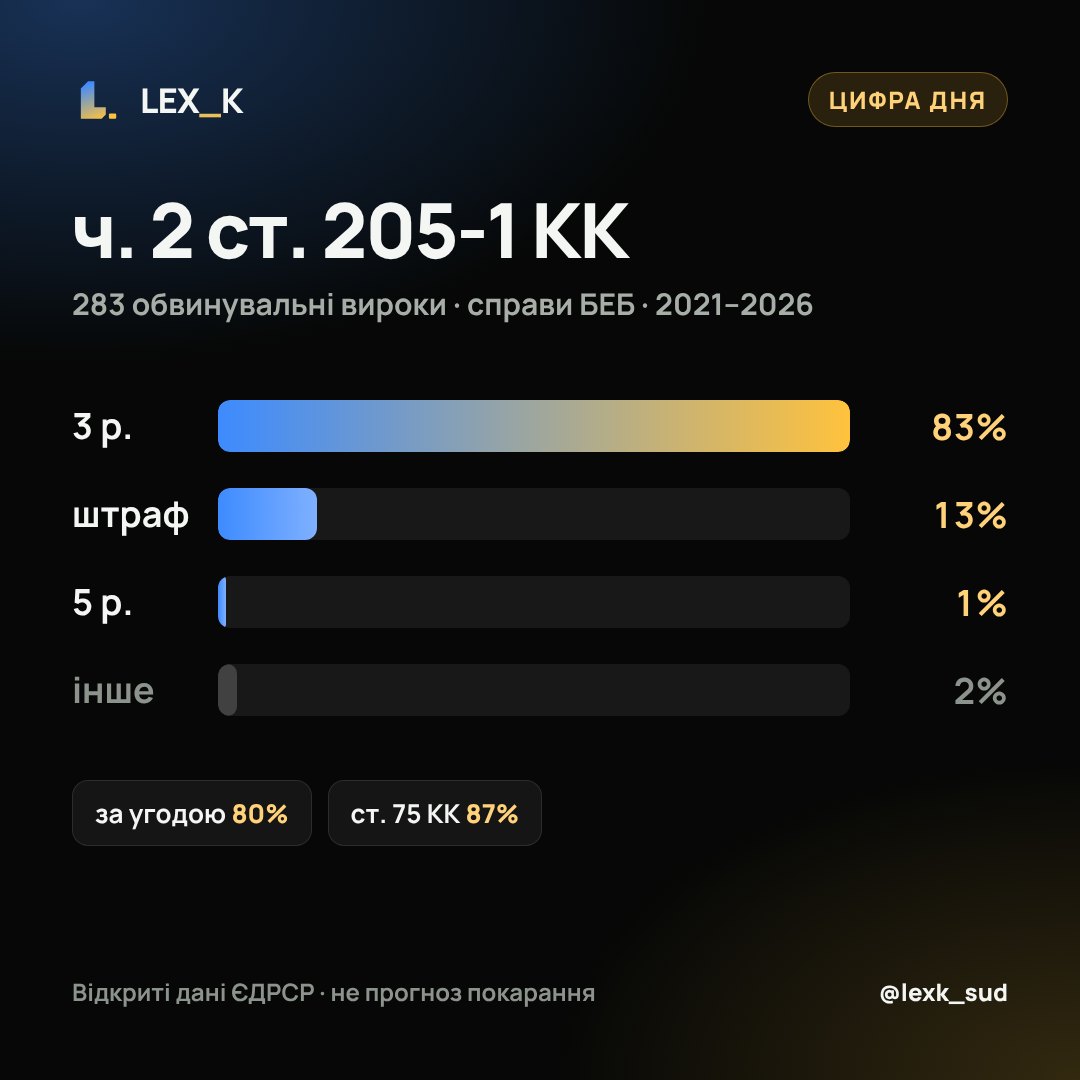 LEX_K
ЦИФРА ДНЯ
ч. 2 ст. 205-1 КК
283 обвинувальні вироки · справи БЕБ · 2021–2026
3 р. 83%
штраф 13%
5 р. 1%
інше 2%
за угодою 80% ст. 75 КК 87%
Відкриті дані ЄДРСР · не прогноз покарання @lexk_sud